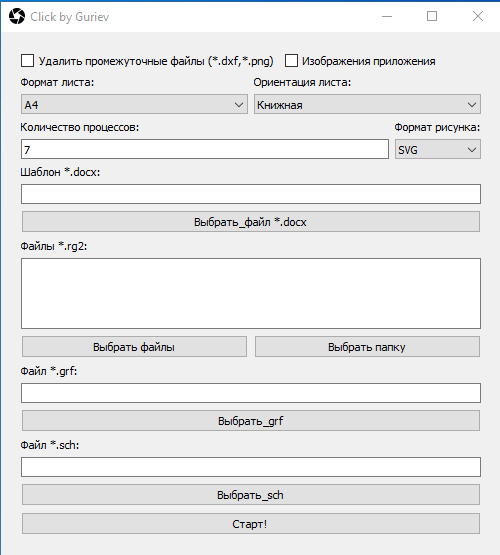 Click by Guriev
Удалить промежуточные файлы (*.dxf,*.png) Изображения приложения
Формат листа: Ориентация листа:
A4 Книжная
Количество процессов: Формат рисунка:
7 SVG
Шаблон *.docx:
Выбрать_файл *.docx
Файлы *.rg2:
Выбрать файлы Выбрать папку
Файл *.grf:
Выбрать_grf
Файл *.sch:
Выбрать_sch
Старт!